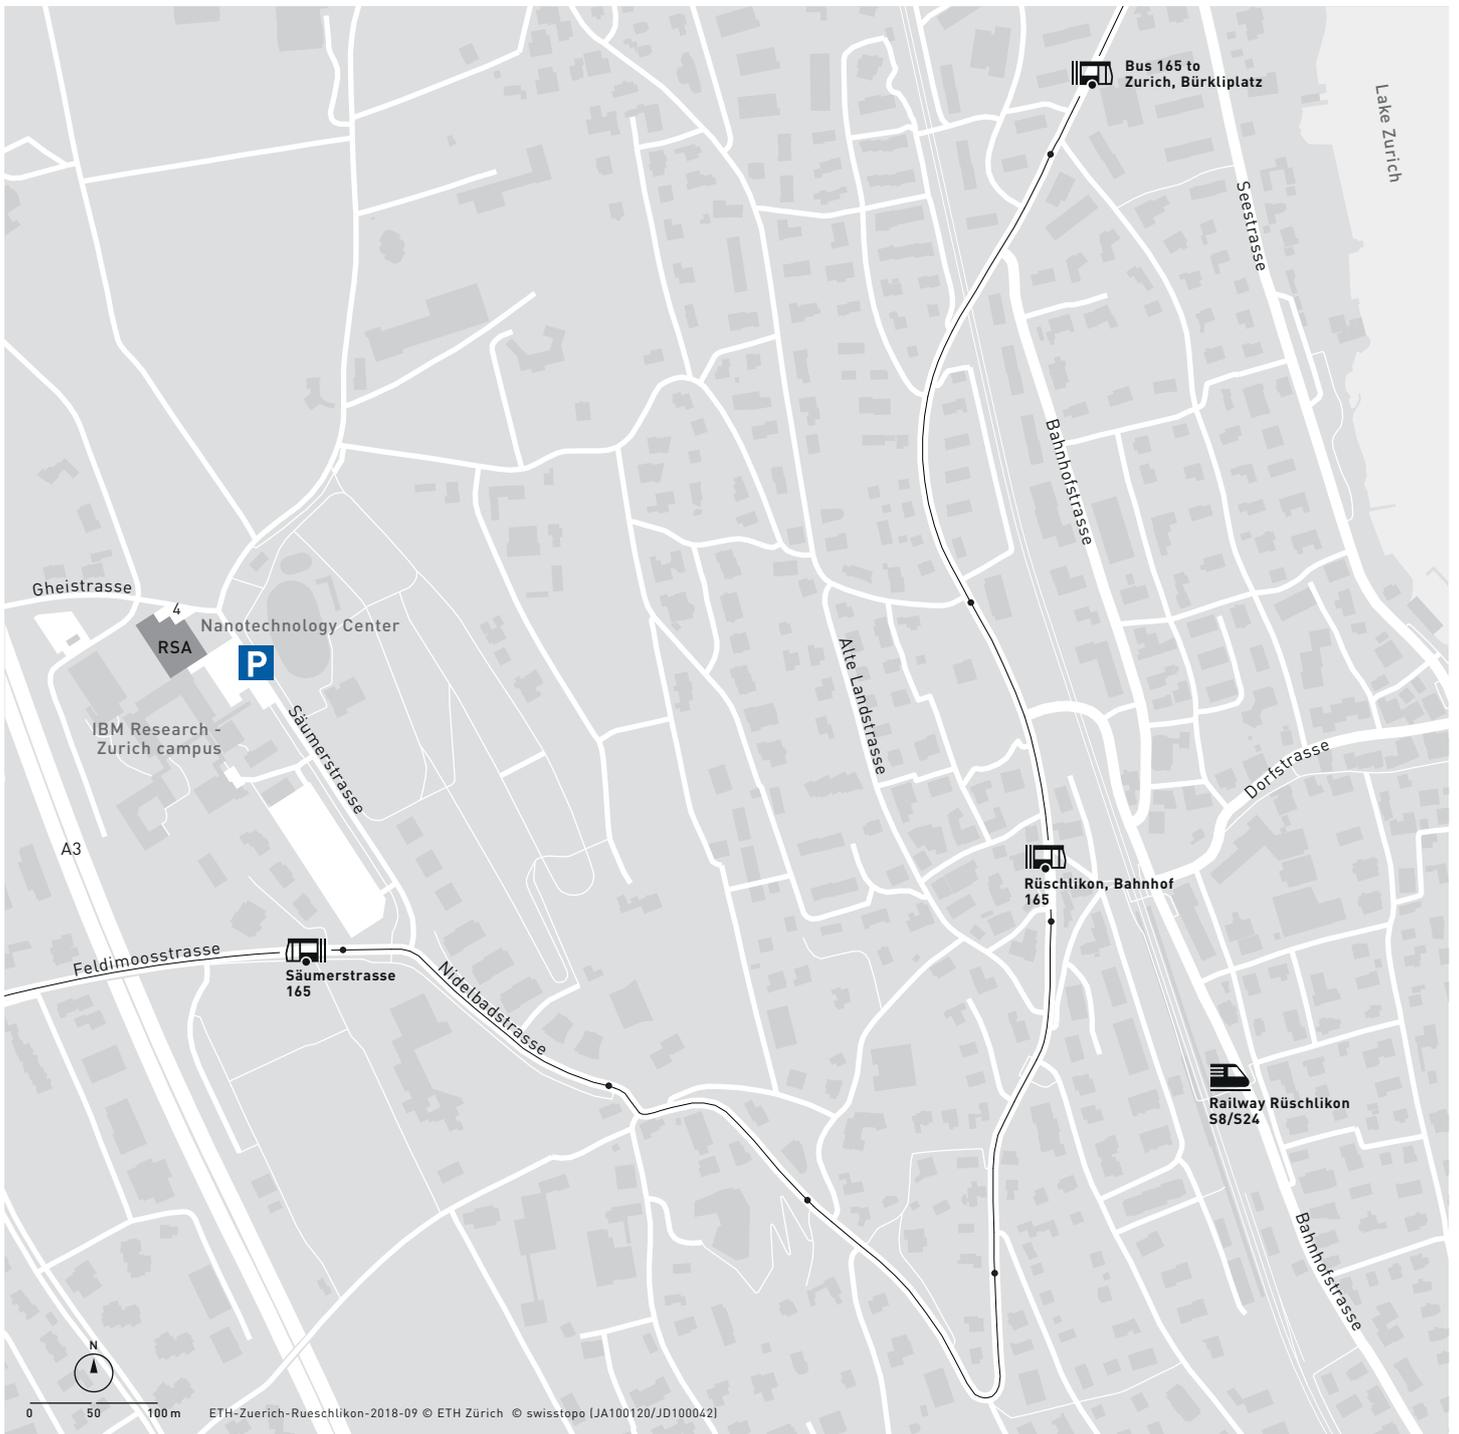 Bus 165 to
Zurich, Bürkliplatz
Lake Zurich
Seestrasse
Bahnhofstrasse
Gheistrasse
4
Nanotechnology Center
RSA
P
Alte Landstrasse
IBM Research -
Zurich campus
Säumerstrasse
Dorfstrasse
A3
Rüschlikon, Bahnhof
165
Feldimoosstrasse
Säumerstrasse
165
Nidelbadstrasse
Railway Rüschlikon
S8/S24
Bahnhofstrasse
N
0 50 100 m
ETH-Zuerich-Rueschlikon-2018-09 © ETH Zürich © swisstopo (JA100120/JD100042)